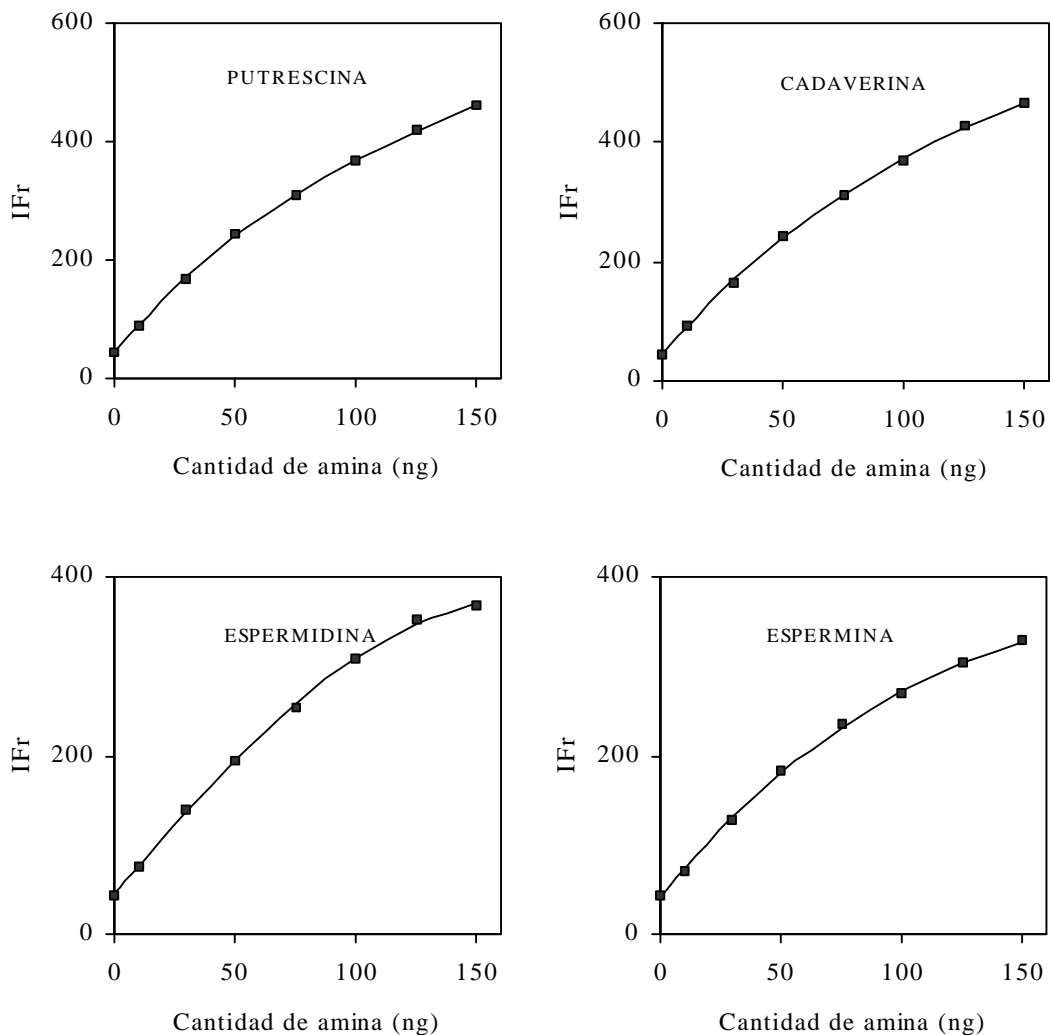 600
PUTRESCINA
400
IFr
200
0
0 50 100 150
Cantidad de amina (ng)
600
CADAVERINA
400
IFr
200
0
0 50 100 150
Cantidad de amina (ng)
400
ESPERMIDINA
IFr
200
0
0 50 100 150
Cantidad de amina (ng)
400
ESPERMINA
IFr
200
0
0 50 100 150
Cantidad de amina (ng)